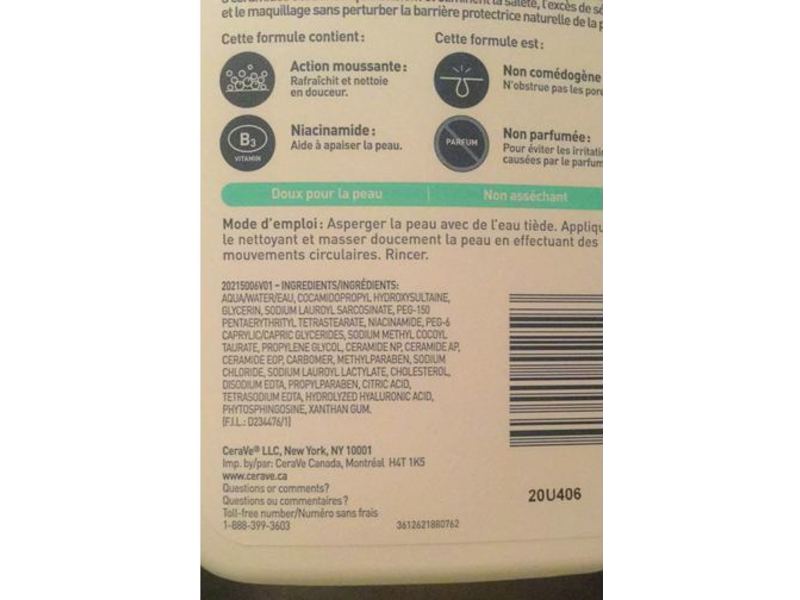 et le maquillage sans perturber la barrière protectrice naturelle de la p
Cette formule contient :
Cette formule est :
Action moussante :
Rafraîchit et nettoie
en douceur.
Non comédogène
N'obstrue pas les pore
B3
VITAMIN
Niacinamide :
Aide à apaiser la peau.
PARFUM
Non parfumée :
Pour éviter les irritatio
causées par le parfum
Doux pour la peau | Non asséchant
Mode d'emploi : Asperger la peau avec de l'eau tiède. Appliqu
le nettoyant et masser doucement la peau en effectuant des
mouvements circulaires. Rincer.
20215006V01 – INGREDIENTS/INGRÉDIENTS:
AQUA/WATER/EAU, COCAMIDOPROPYL HYDROXYSULTAINE,
GLYCERIN, SODIUM LAUROYL SARCOSINATE, PEG-150
PENTAERYTHRITYL TETRASTEARATE, NIACINAMIDE, PEG-6
CAPRYLIC/CAPRIC GLYCERIDES, SODIUM METHYL COCOYL
TAURATE, PROPYLENE GLYCOL, CERAMIDE NP, CERAMIDE AP,
CERAMIDE EOP, CARBOMER, METHYLPARABEN, SODIUM
CHLORIDE, SODIUM LAUROYL LACTYLATE, CHOLESTEROL,
DISODIUM EDTA, PROPYLPARABEN, CITRIC ACID,
TETRASODIUM EDTA, HYDROLYZED HYALURONIC ACID,
PHYTOSPHINGOSINE, XANTHAN GUM.
(F.I.L.: D234476/1)
CeraVe® LLC, New York, NY 10001
Imp. by/par: CeraVe Canada, Montréal H4T 1K5
www.cerave.ca
Questions or comments?
Questions ou commentaires ?
Toll-free number/Numéro sans frais
1-888-399-3603
3612621880762
20U406